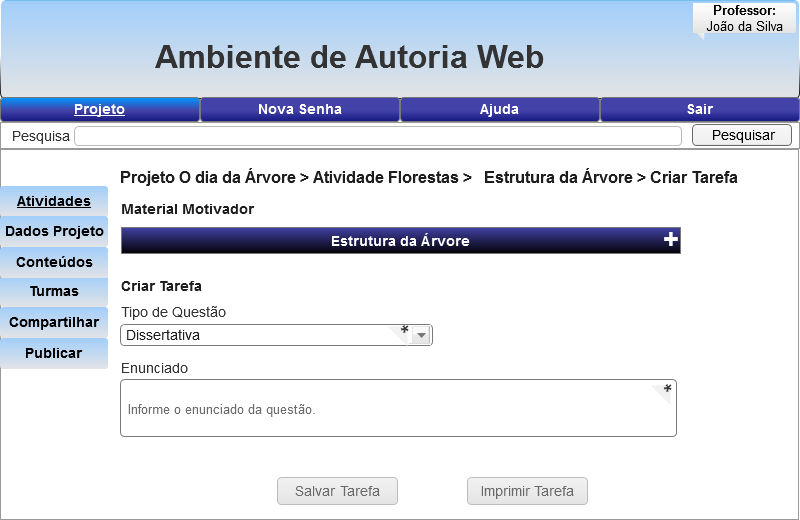 Professor:
João da Silva
Ambiente de Autoria Web
Projeto Nova Senha Ajuda Sair
Pesquisa Pesquisar
Projeto O dia da Árvore > Atividade Florestas > Estrutura da Árvore > Criar Tarefa
Atividades
Dados Projeto
Conteúdos
Turmas
Compartilhar
Publicar
Material Motivador
Estrutura da Árvore +
Criar Tarefa
Tipo de Questão
Dissertativa *
Enunciado
*
Informe o enunciado da questão.
Salvar Tarefa Imprimir Tarefa